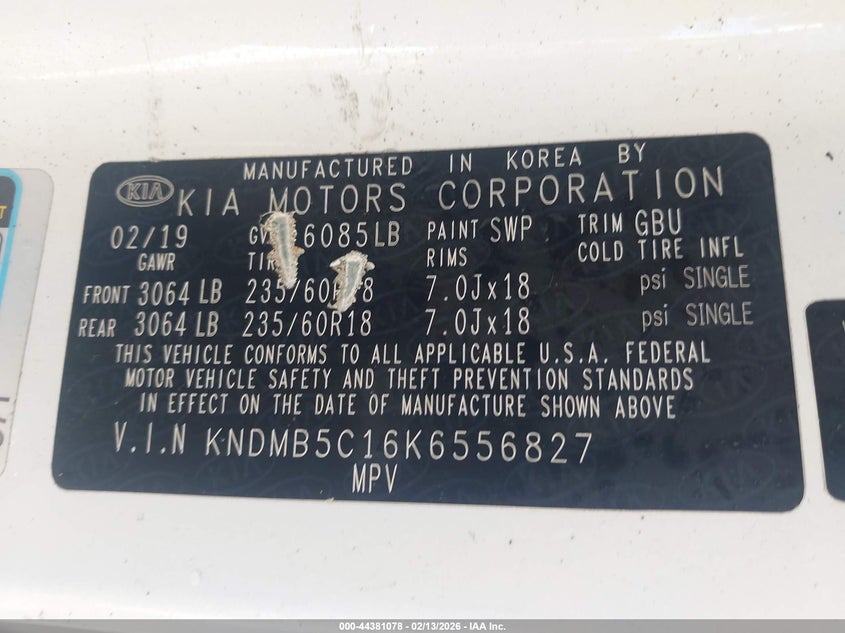 MANUFACTURED IN KOREA BY
KIA KIA MOTORS CORPORATION
02/19 6085LB PAINT SWP TRIM GBU
GAWR RIMS COLD TIRE INFL
FRONT 3064 LB 7.0Jx18 psi SINGLE
REAR 3064 LB 235/60R18 7.0Jx18 psi SINGLE
THIS VEHICLE CONFORMS TO ALL APPLICABLE U.S.A. FEDERAL
MOTOR VEHICLE SAFETY AND THEFT PREVENTION STANDARDS
IN EFFECT ON THE DATE OF MANUFACTURE SHOWN ABOVE
V.I.N KNDMB5C16K6556827
MPV
000-44381078 - 02/13/2026 - IAA Inc.